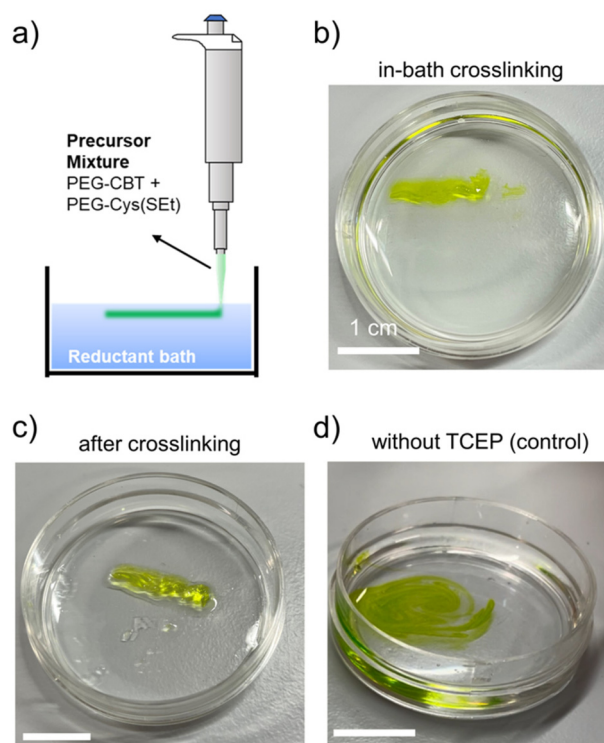 a)
Precursor
Mixture
PEG-CBT +
PEG-Cys(SEt)
Reductant bath
b)
in-bath crosslinking
1 cm
c)
after crosslinking
d)
without TCEP (control)